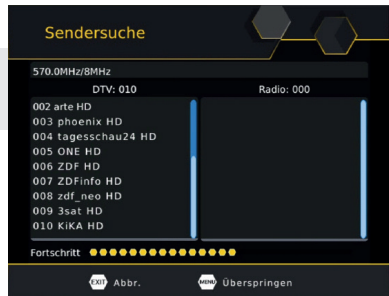 Sendersuche
570.0MHz/8MHz
DTV: 010 Radio: 000
002 arte HD
003 phoenix HD
004 tagesschau24 HD
005 ONE HD
006 ZDF HD
007 ZDFinfo HD
008 zdf_neo HD
009 3sat HD
010 KiKA HD
Fortschritt
EXIT Abbr. MENU Überspringen